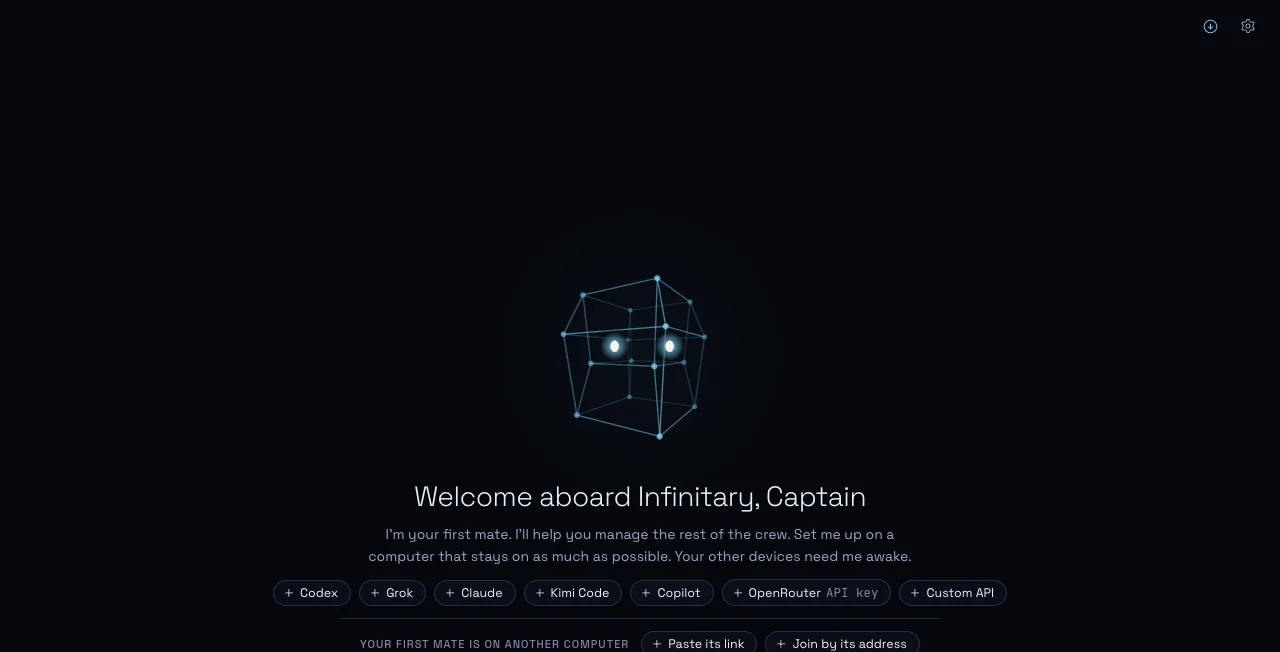 Welcome aboard Infinitary, Captain
I'm your first mate. I'll help you manage the rest of the crew. Set me up on a
computer that stays on as much as possible. Your other devices need me awake.
+ Codex + Grok + Claude + Kimi Code + Copilot + OpenRouter API key + Custom API
YOUR FIRST MATE IS ON ANOTHER COMPUTER + Paste its link + Join by its address